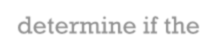 determine if the